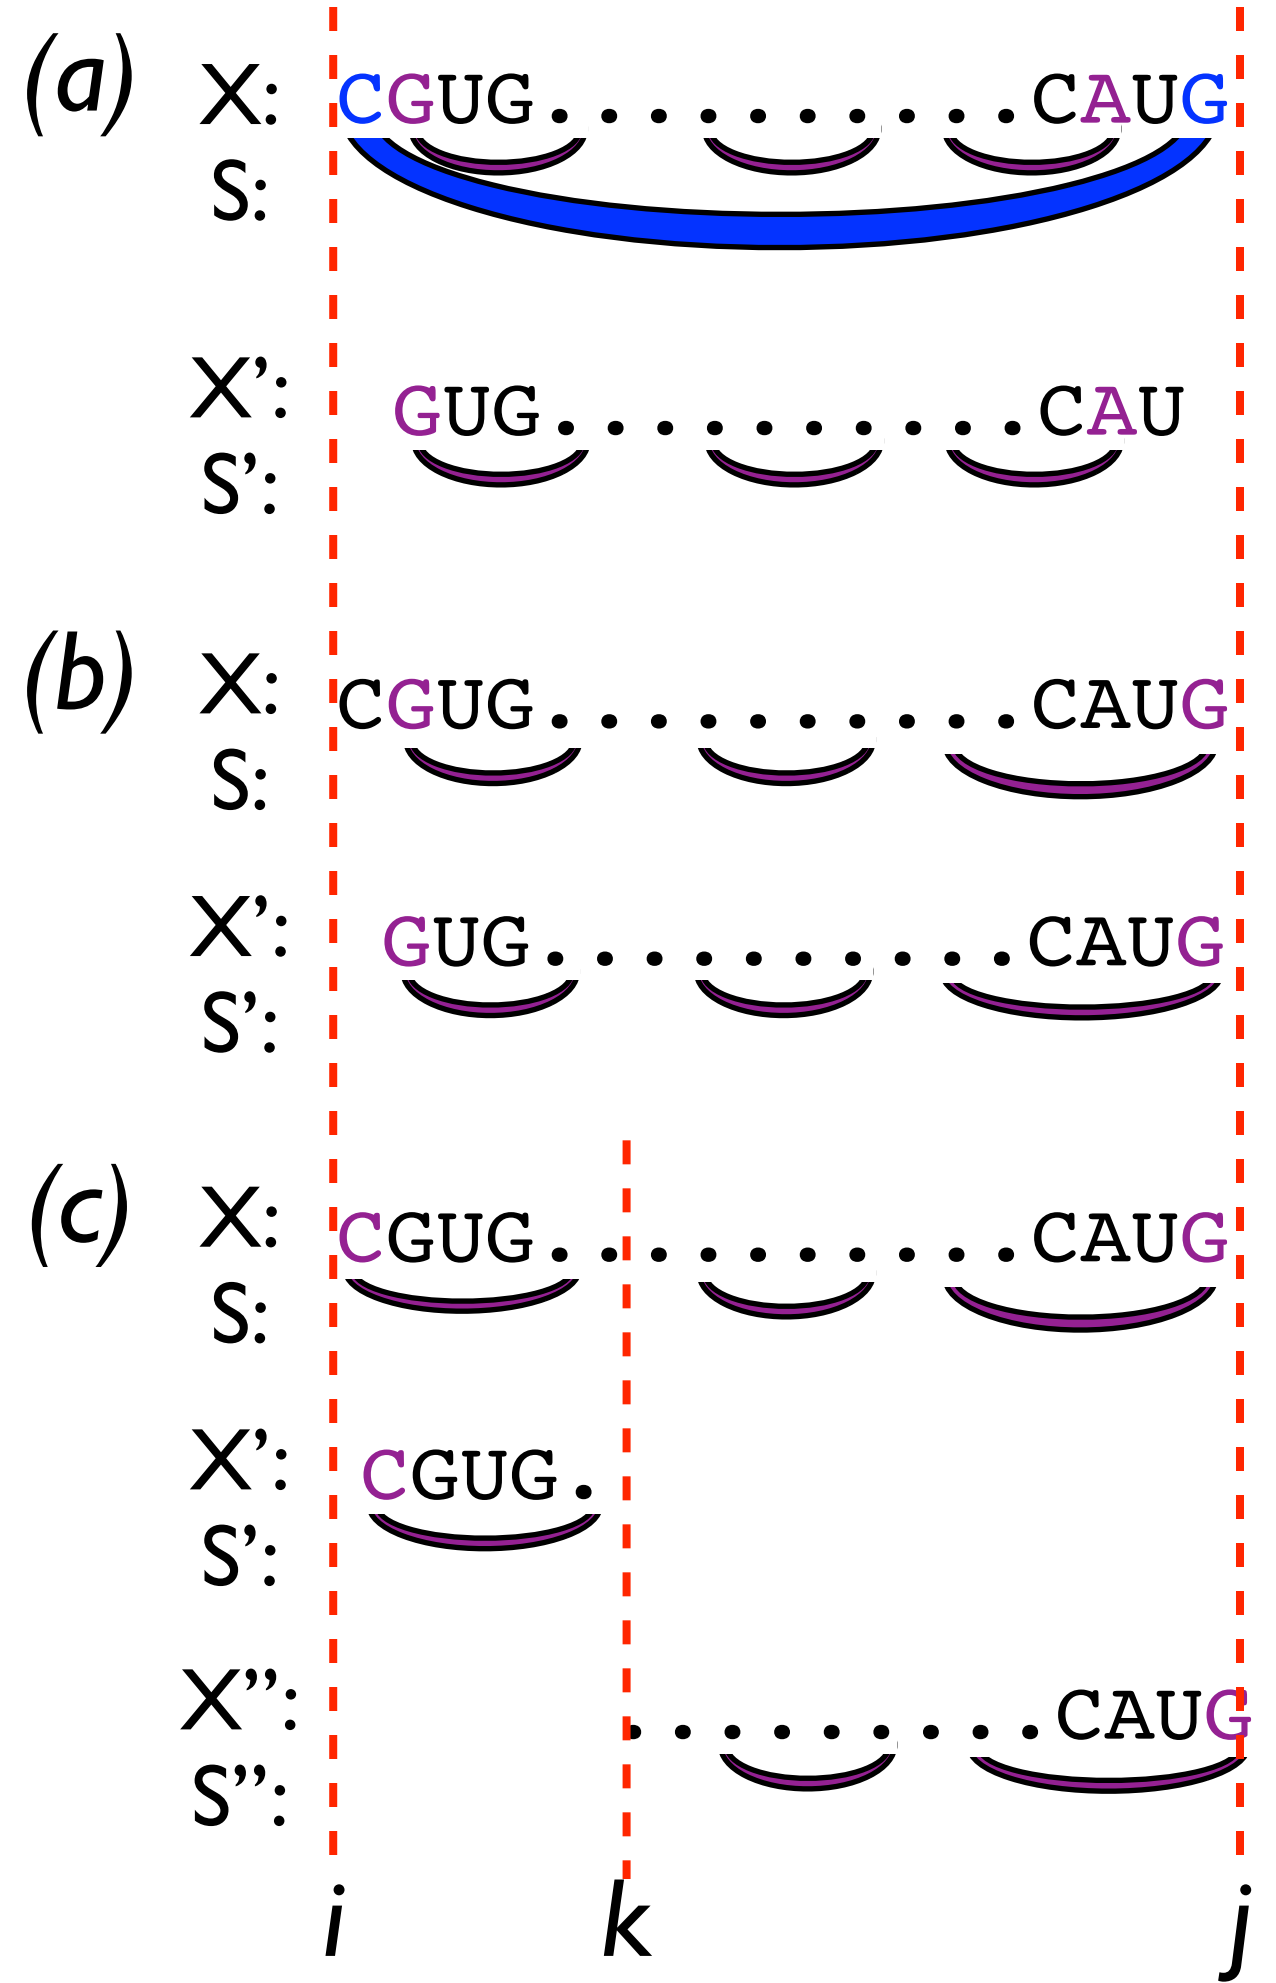 (a) X: CGUG..........CAUG
S:
X’: GUG..........CAU
S’:
(b) X: CGUG..........CAUG
S:
X’: GUG..........CAUG
S’:
(c) X: CGUG..........CAUG
S:
X’: CGUG.
S’:
X”: .........CAUG
S”:
i k j